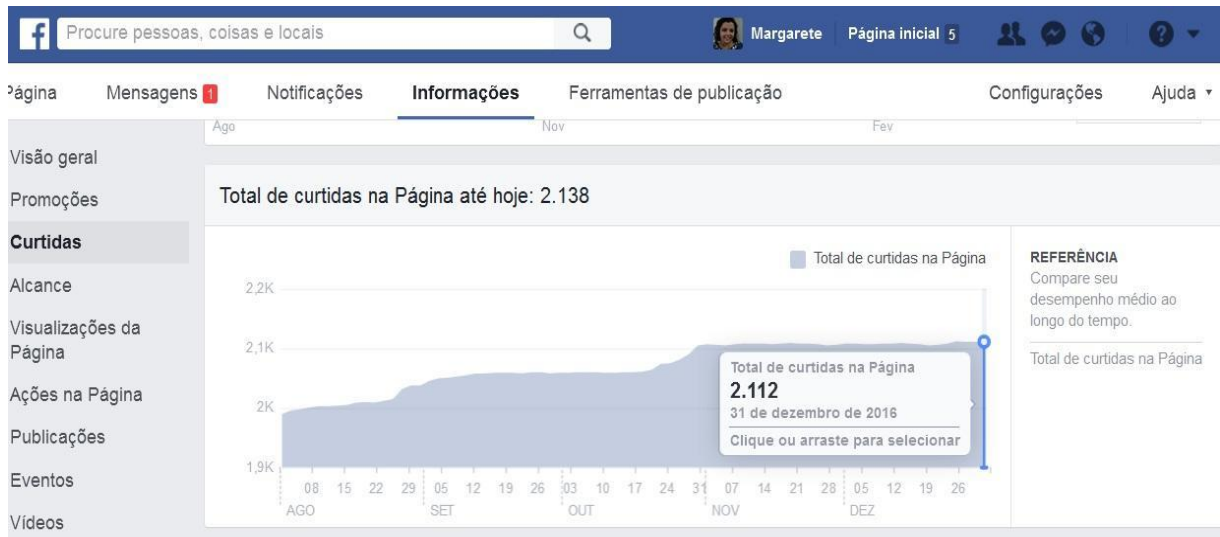 f Procure pessoas, coisas e locais Margarete Página inicial 5 ?
Página Mensagens 1 Notificações Informações Ferramentas de publicação Configurações Ajuda
Ago Nov Fev
Visão geral
Promoções
Curtidas
Alcance
Visualizações da
Página
Ações na Página
Publicações
Eventos
Vídeos
Total de curtidas na Página até hoje: 2.138
Total de curtidas na Página
2,2K
2,1K
2K
1,9K
Total de curtidas na Página
2.112
31 de dezembro de 2016
Clique ou arraste para selecionar
08 15 22 29 05 12 19 26 03 10 17 24 31 07 14 21 28 05 12 19 26
AGO SET OUT NOV DEZ
REFERÊNCIA
Compare seu
desempenho médio ao
longo do tempo.
Total de curtidas na Página